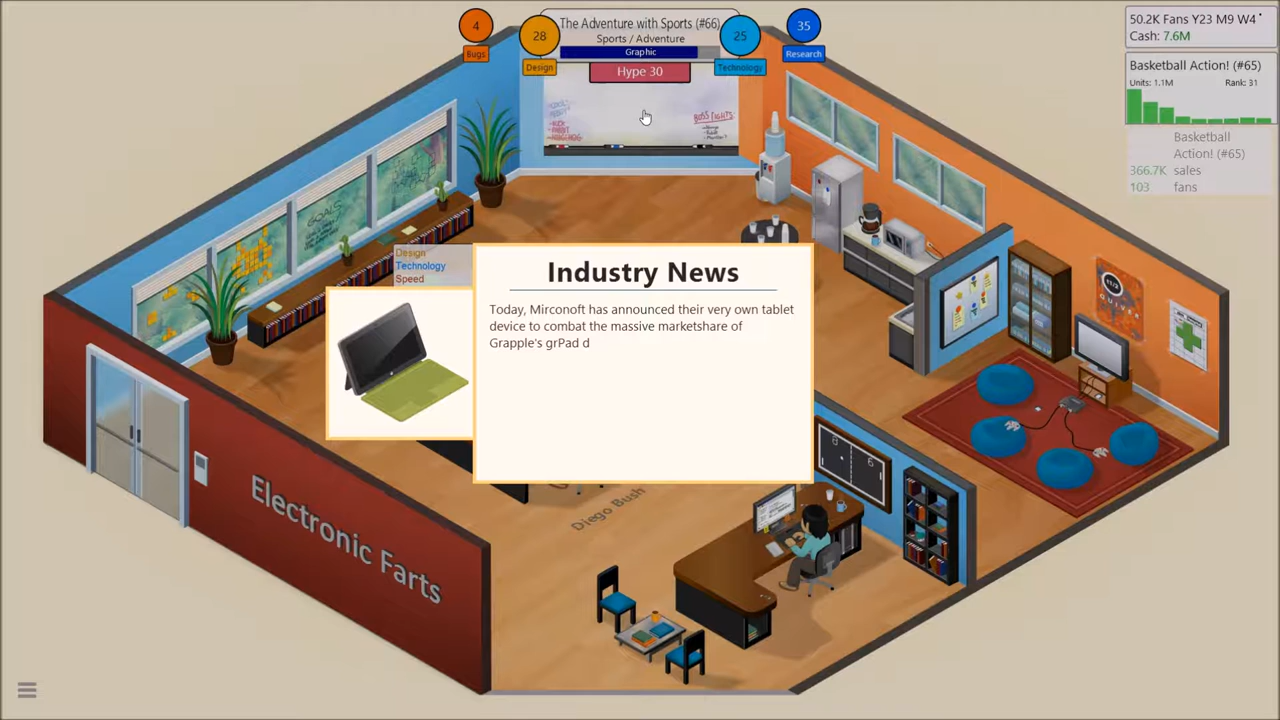 4
Bugs
28
Design
The Adventure with Sports (#66)
Sports / Adventure
Graphic
Hype 30
25
Technology
35
Research
50.2K Fans Y23 M9 W4
Cash: 7.6M
Basketball Action! (#65)
Units: 1.1M
Rank: 31
Basketball
Action! (#65)
366.7K sales
103 fans
BOSS FIGHTS:
GOALS
Design
Technology
Speed
Industry News
Today, Mirconoft has announced their very own tablet
device to combat the massive marketshare of
Grapple's grPad d
Electronic Farts
Diego Bush